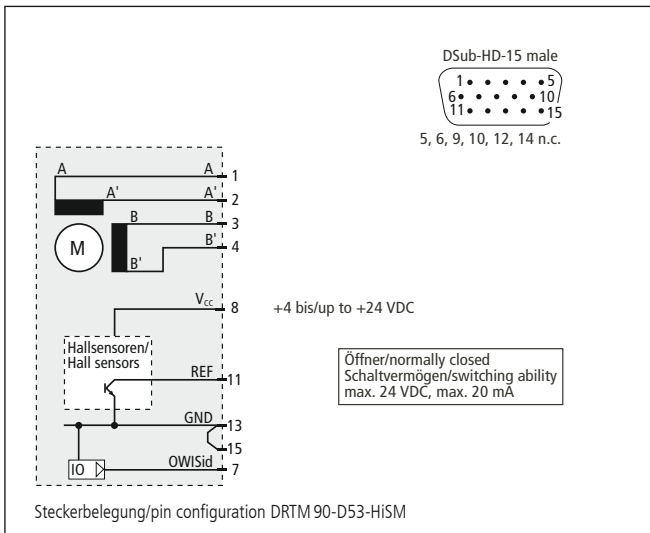 DSub-HD-15 male
1 5
6 10
11 15
5, 6, 9, 10, 12, 14 n.c.
A A 1
A' A' 2
B B 3
M B' 4
B'
Vcc 8 +4 bis/up to +24 VDC
Hallsensoren/
Hall sensors
REF 11
Öffner/normally closed
Schaltvermögen/switching ability
max. 24 VDC, max. 20 mA
GND 13
15
IO OWISid 7
Steckerbelegung/pin configuration DRTM 90-D53-HiSM